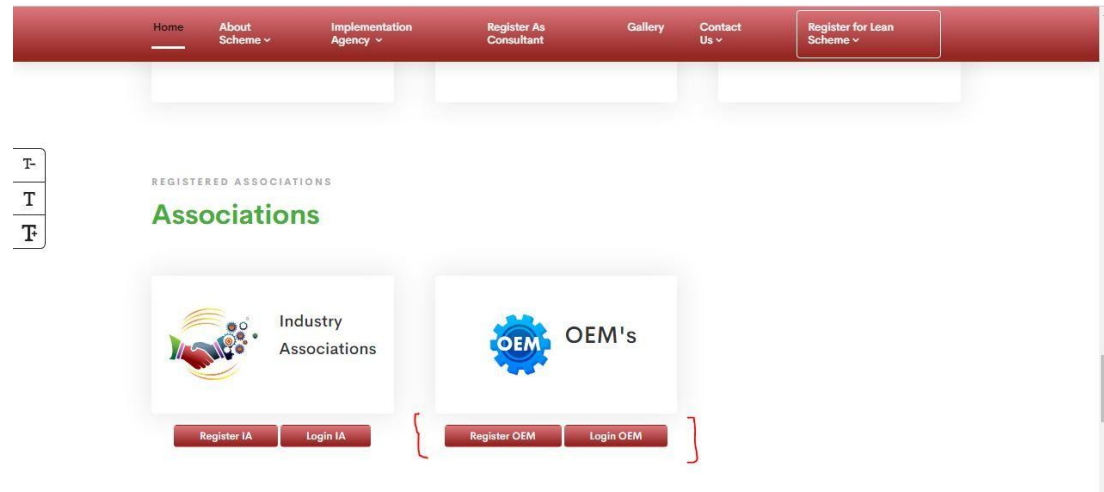 Home
About
Scheme
Implementation
Agency
Register As
Consultant
Gallery
Contact
Us
Register for Lean
Scheme
T-
T
T+
REGISTERED ASSOCIATIONS
Associations
Industry
Associations
OEM
OEM's
Register IA
Login IA
Register OEM
Login OEM